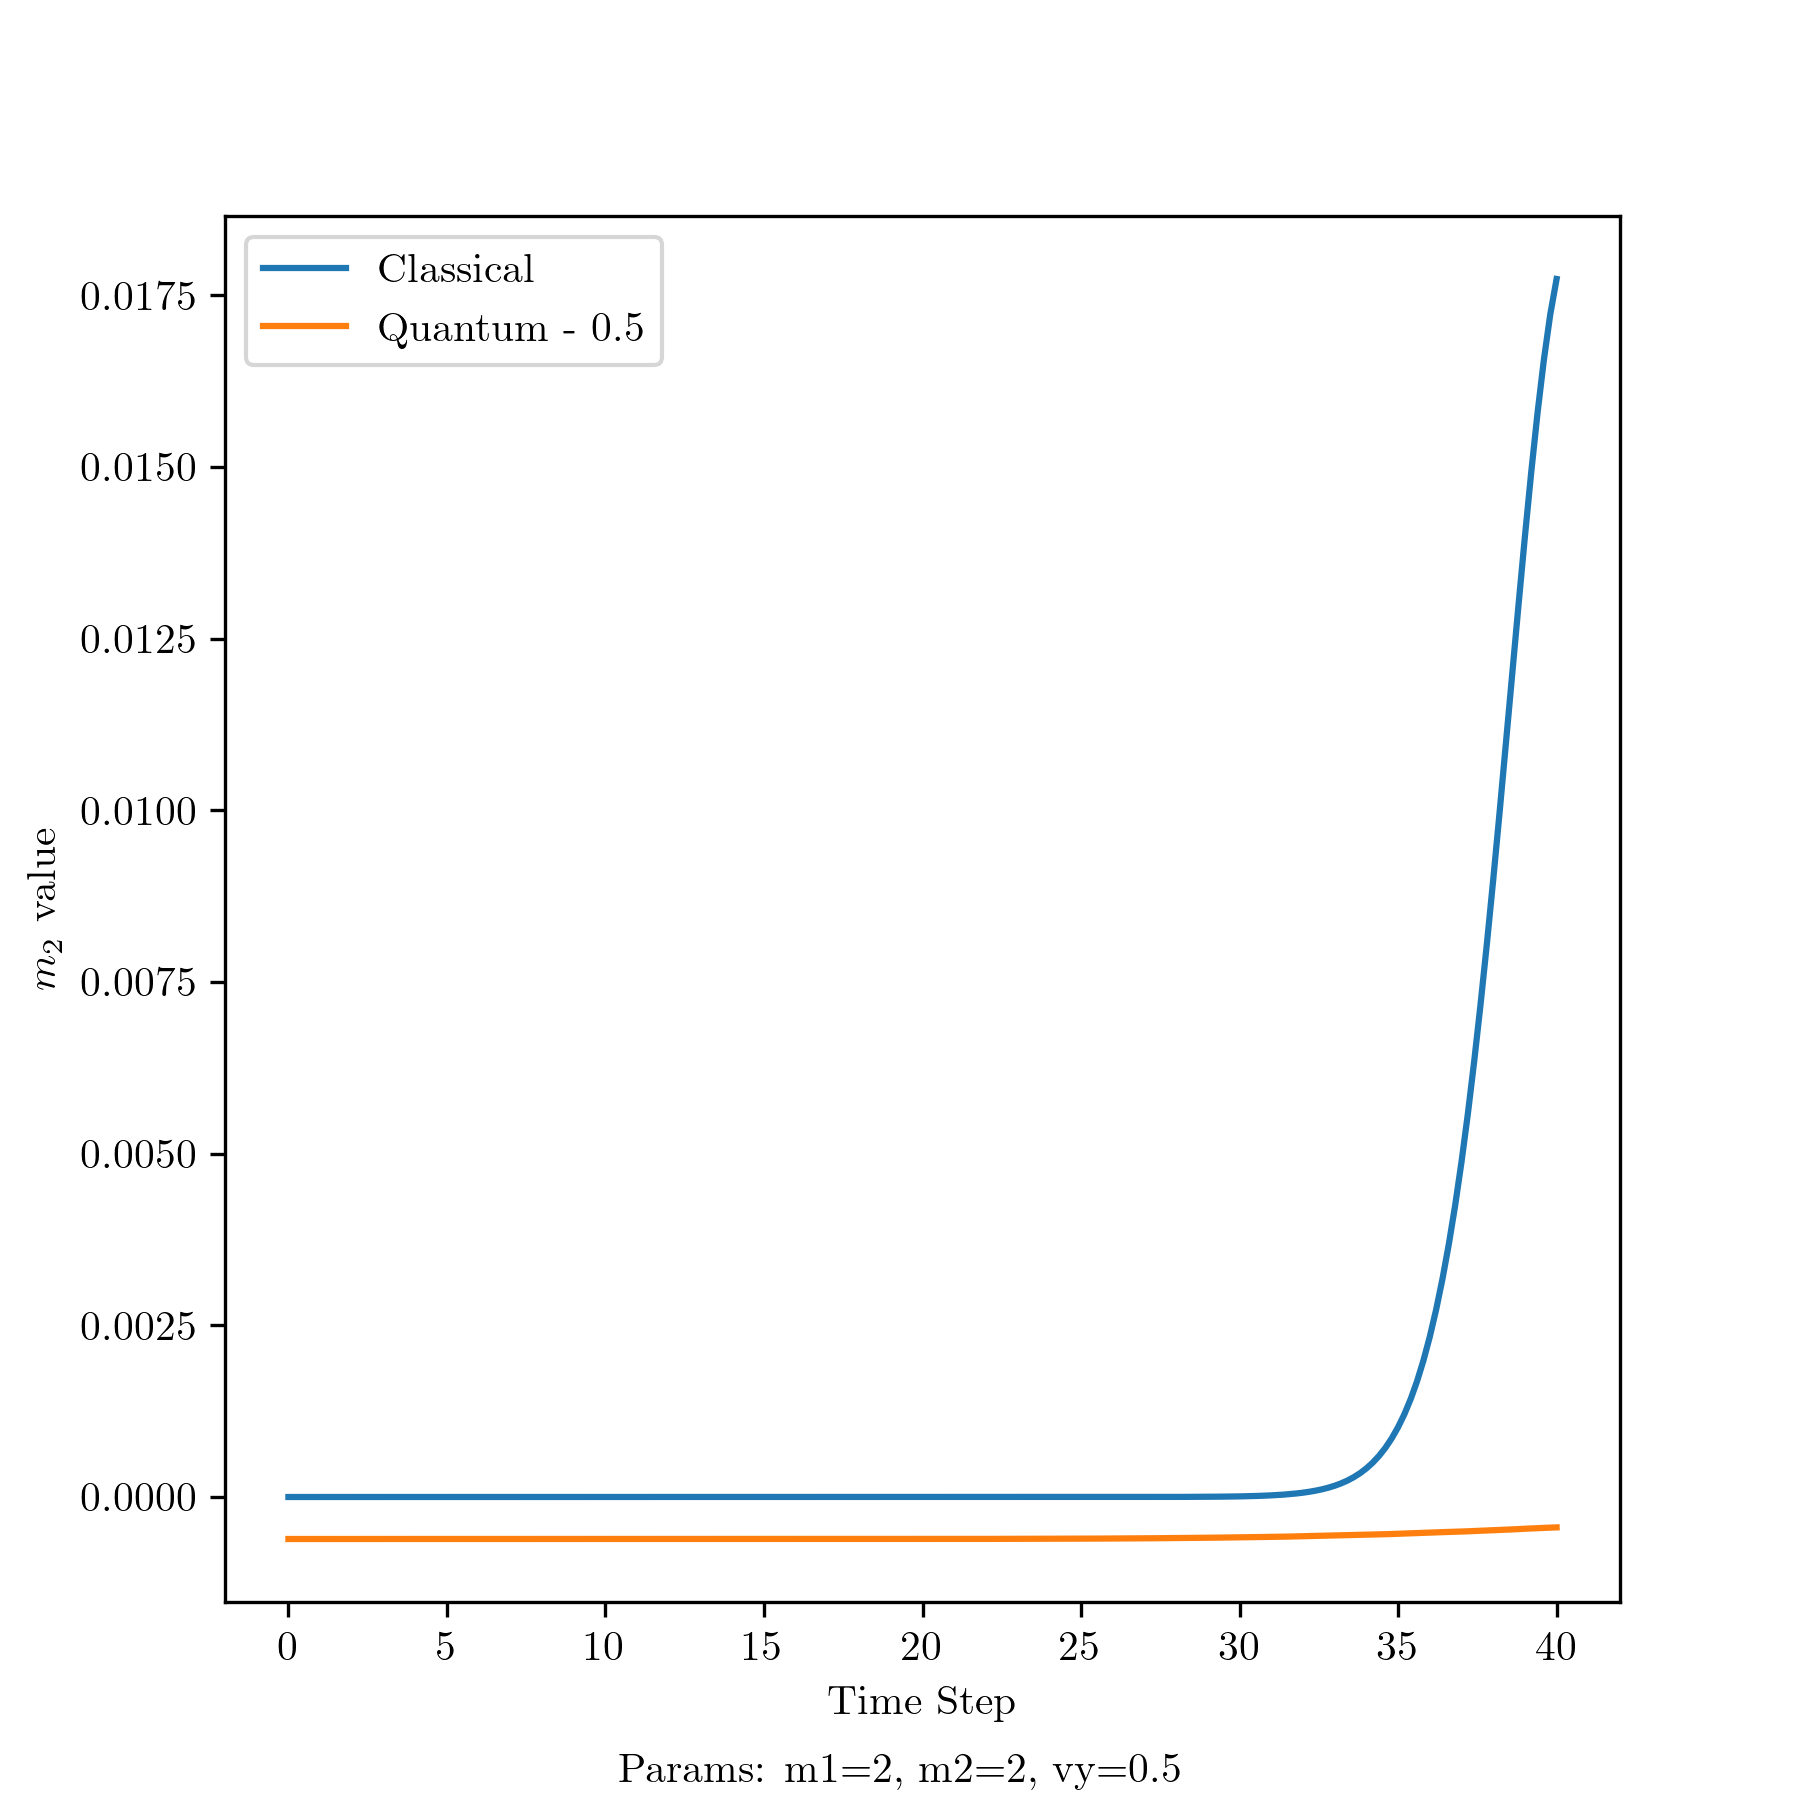 Classical
Quantum - 0.5
0.0175
0.0150
0.0125
0.0100
0.0075
0.0050
0.0025
0.0000
m₂ value
0 5 10 15 20 25 30 35 40
Time Step
Params: m1=2, m2=2, vy=0.5